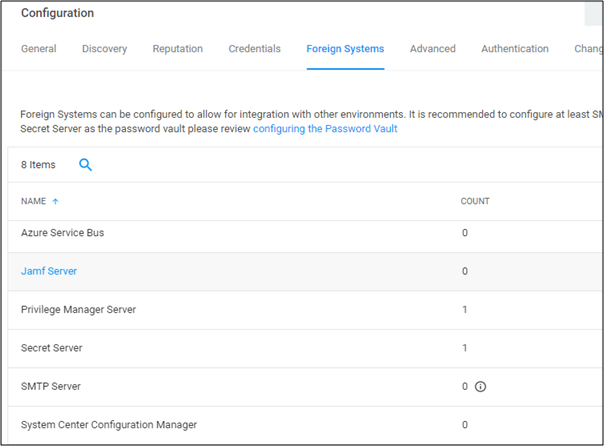 Configuration
General Discovery Reputation Credentials Foreign Systems Advanced Authentication Chang
Foreign Systems can be configured to allow for integration with other environments. It is recommended to configure at least SM
Secret Server as the password vault please review configuring the Password Vault
8 Items
NAME COUNT
Azure Service Bus 0
Jamf Server 0
Privilege Manager Server 1
Secret Server 1
SMTP Server 0
System Center Configuration Manager 0